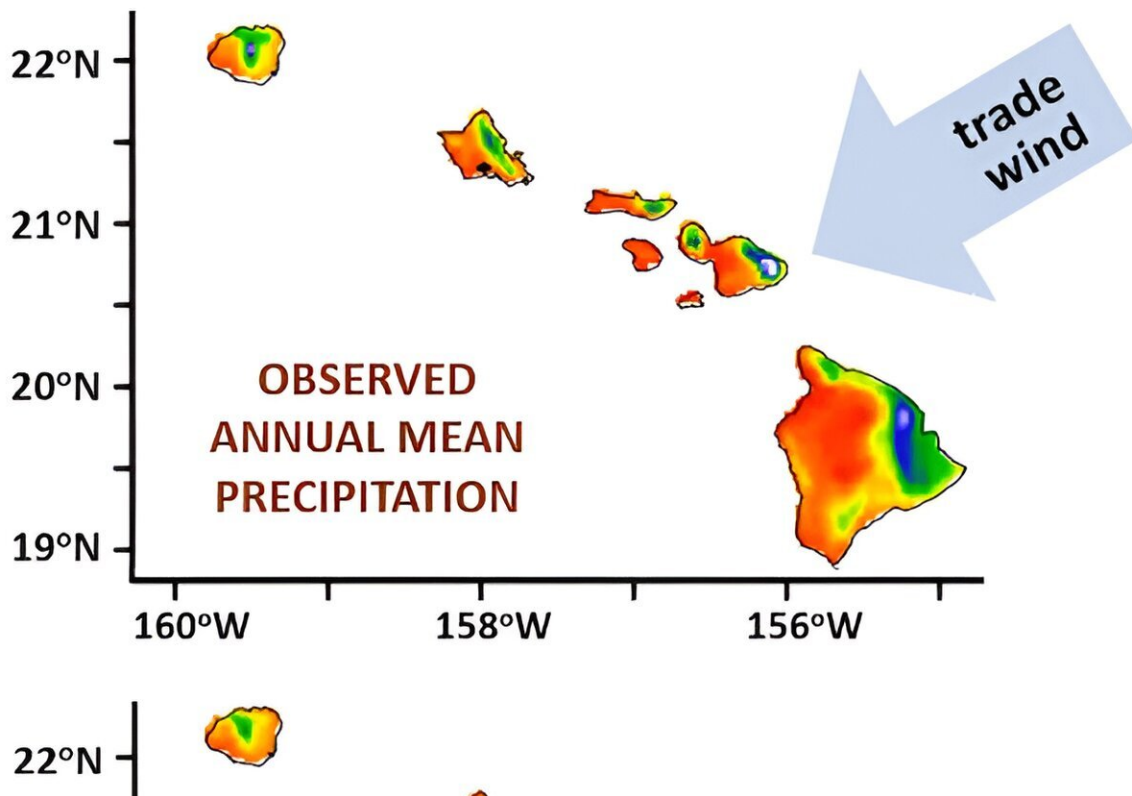 22°N
trade
wind
21°N
20°N
OBSERVED
ANNUAL MEAN
PRECIPITATION
19°N
160°W
158°W
156°W
22°N